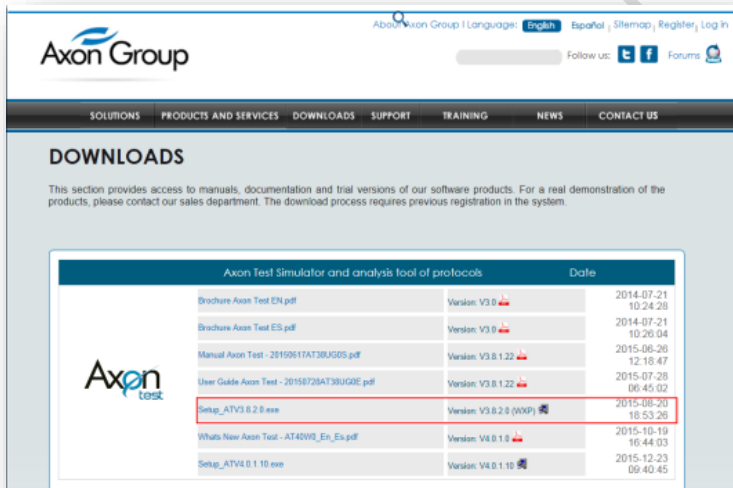 About Axon Group | Language: English Español | Sitemap | Register | Log in
Axon Group
Follow us: Forums
SOLUTIONS PRODUCTS AND SERVICES DOWNLOADS SUPPORT TRAINING NEWS CONTACT US
DOWNLOADS
This section provides access to manuals, documentation and trial versions of our software products. For a real demonstration of the
products, please contact our sales department. The download process requires previous registration in the system.
Axon Test Simulator and analysis tool of protocols Date
Brochure Axon Test EN.pdf Version: V3.0 2014-07-21
10:24:28
Brochure Axon Test ES.pdf Version: V3.0 2014-07-21
10:26:04
Manual Axon Test - 20150617AT38UG0S.pdf Version: V3.8.1.22 2015-06-26
12:18:47
User Guide Axon Test - 20150728AT38UG0E.pdf Version: V3.8.1.22 2015-07-28
06:45:02
Axon
test
Setup_ATV3.8.2.0.exe Version: V3.8.2.0 (WXP) 2015-08-20
18:53:26
Whats New Axon Test - AT40W0_En_Es.pdf Version: V4.0.1.0 2015-10-19
16:44:03
Setup_ATV4.0.1.10.exe Version: V4.0.1.10 2015-12-23
09:40:45